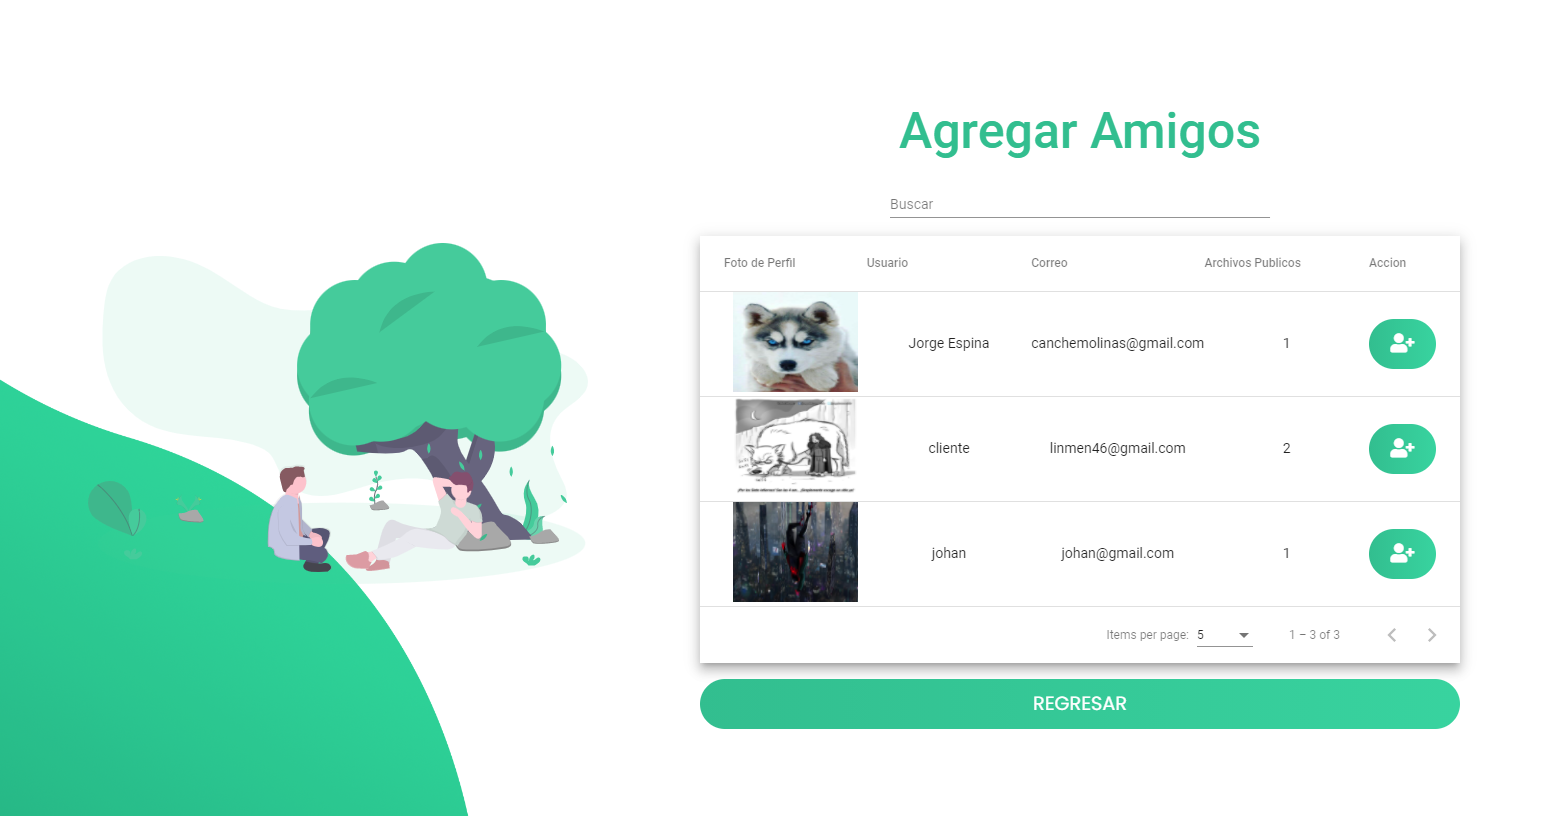 Agregar Amigos
Buscar
Foto de Perfil Usuario Correo Archivos Publicos Accion
Jorge Espina canchemolinas@gmail.com 1
cliente linmen46@gmail.com 2
johan johan@gmail.com 1
Items per page: 5 1 – 3 of 3
REGRESAR